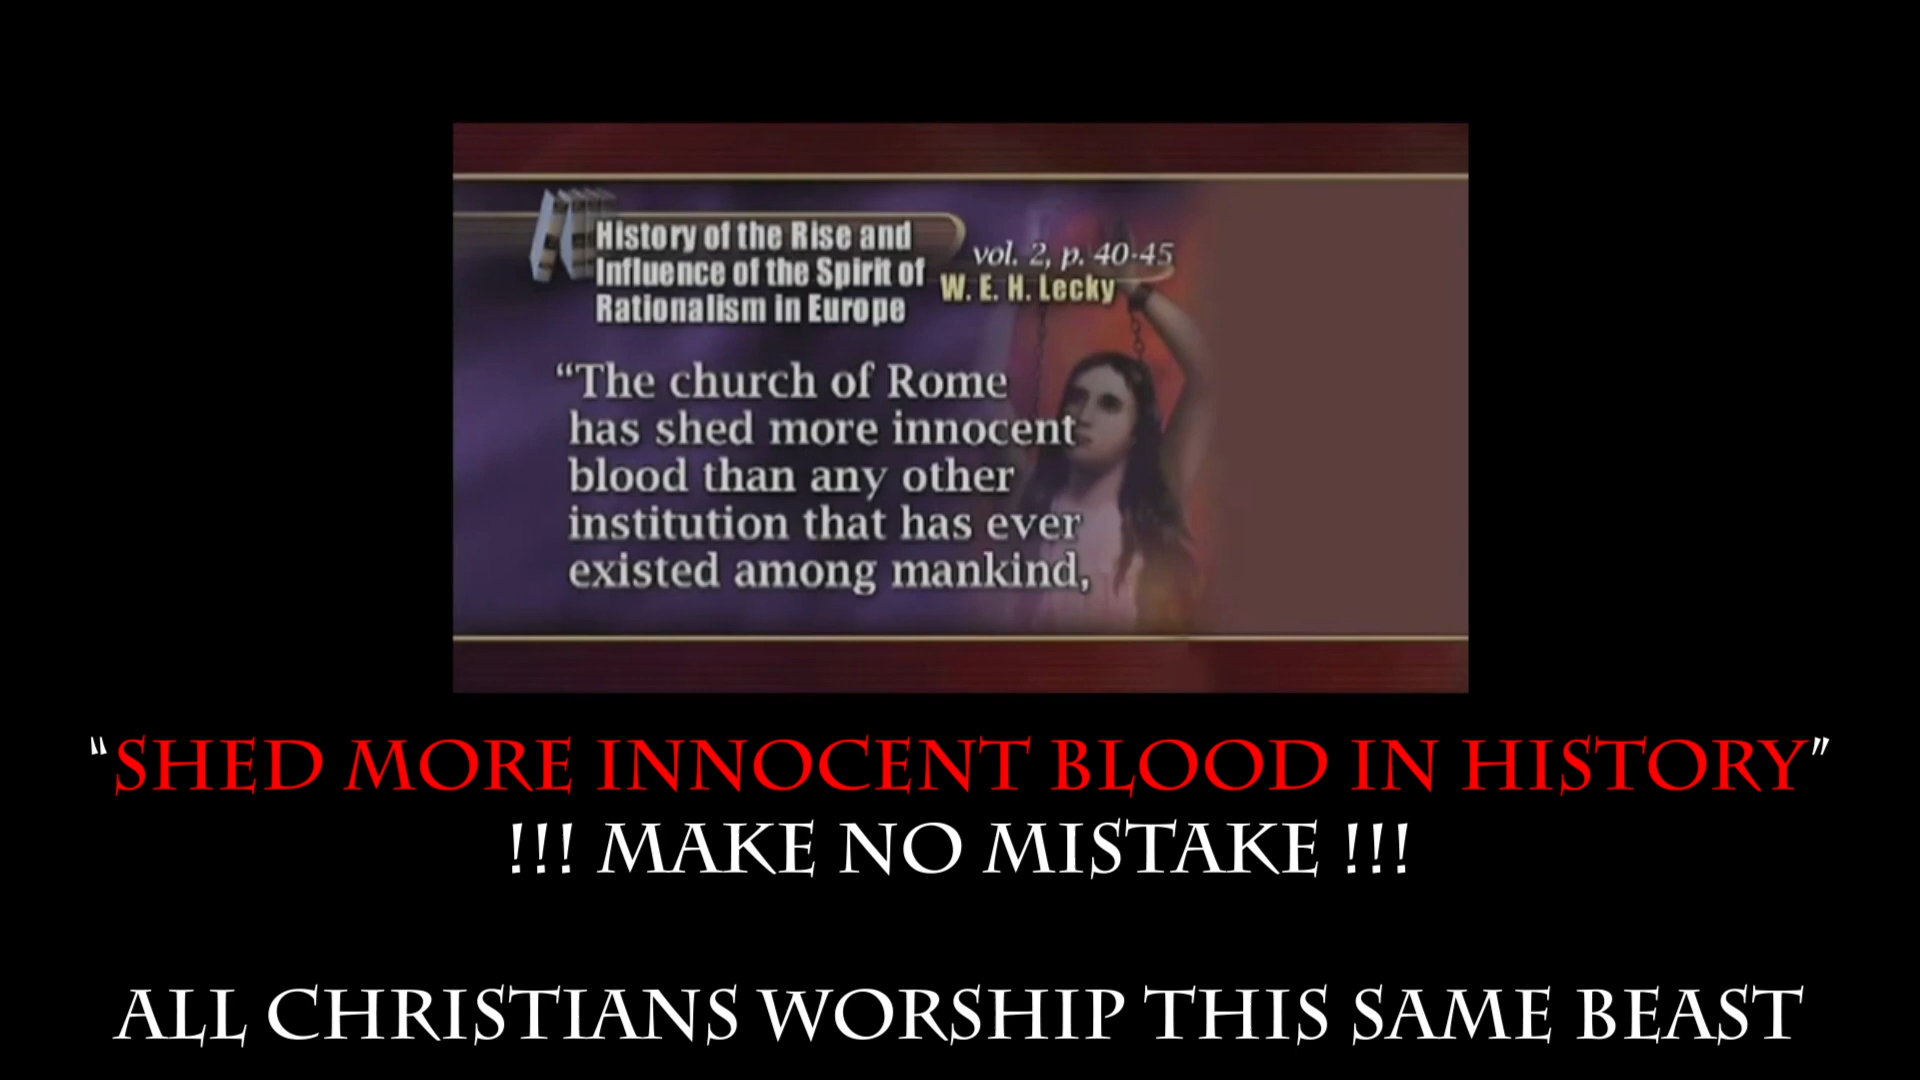 History of the Rise and
Influence of the Spirit of
Rationalism in Europe
vol. 2, p. 40-45
W. E. H. Lecky
“The church of Rome
has shed more innocent
blood than any other
institution that has ever
existed among mankind,
“SHED MORE INNOCENT BLOOD IN HISTORY”
!!! MAKE NO MISTAKE !!!
ALL CHRISTIANS WORSHIP THIS SAME BEAST